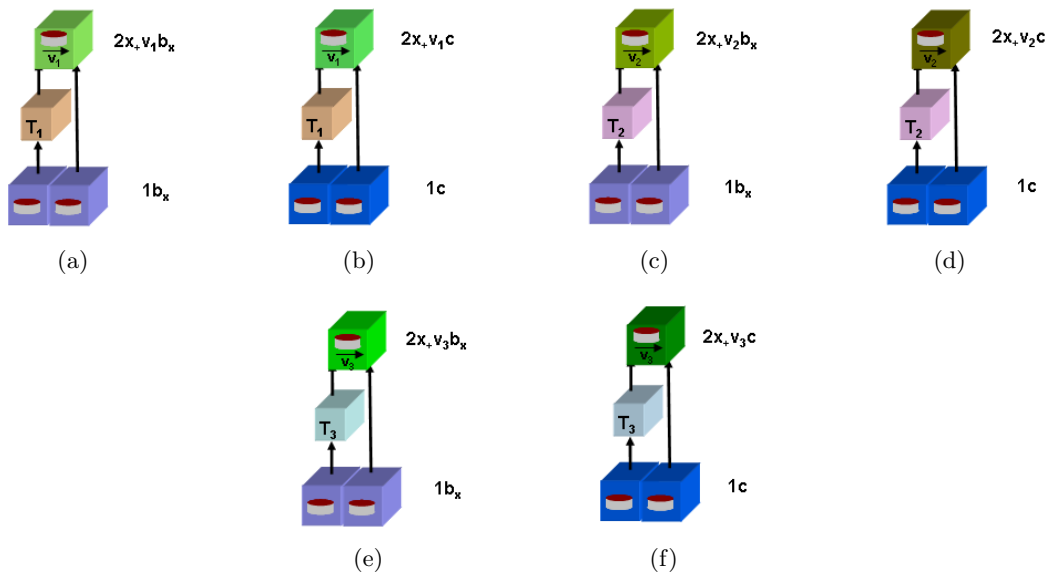 2x₊v₁bₓ
v₁
T₁
1bₓ
(a)
2x₊v₁c
v₁
T₁
1c
(b)
2x₊v₂bₓ
v₂
T₂
1bₓ
(c)
2x₊v₂c
v₂
T₂
1c
(d)
2x₊v₃bₓ
v₃
T₃
1bₓ
(e)
2x₊v₃c
v₃
T₃
1c
(f)